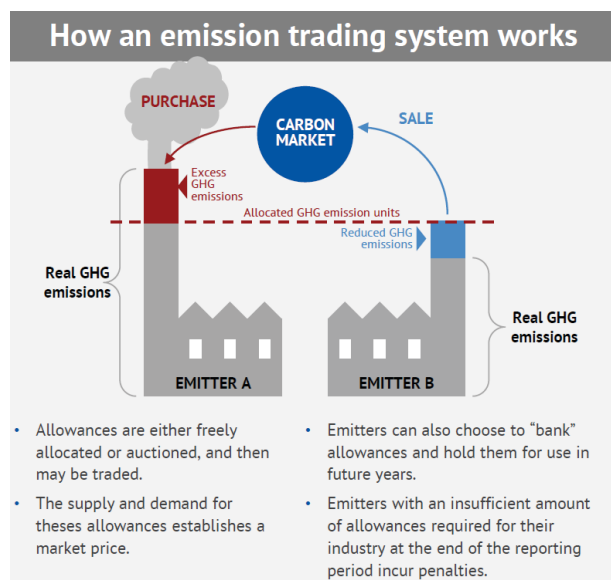 How an emission trading system works
PURCHASE
CARBON
MARKET
SALE
Excess
GHG
emissions
Allocated GHG emission units
Reduced GHG
emissions
Real GHG
emissions
Real GHG
emissions
EMITTER A
EMITTER B
• Allowances are either freely
allocated or auctioned, and then
may be traded.
• The supply and demand for
theses allowances establishes a
market price.
• Emitters can also choose to “bank”
allowances and hold them for use in
future years.
• Emitters with an insufficient amount
of allowances required for their
industry at the end of the reporting
period incur penalties.